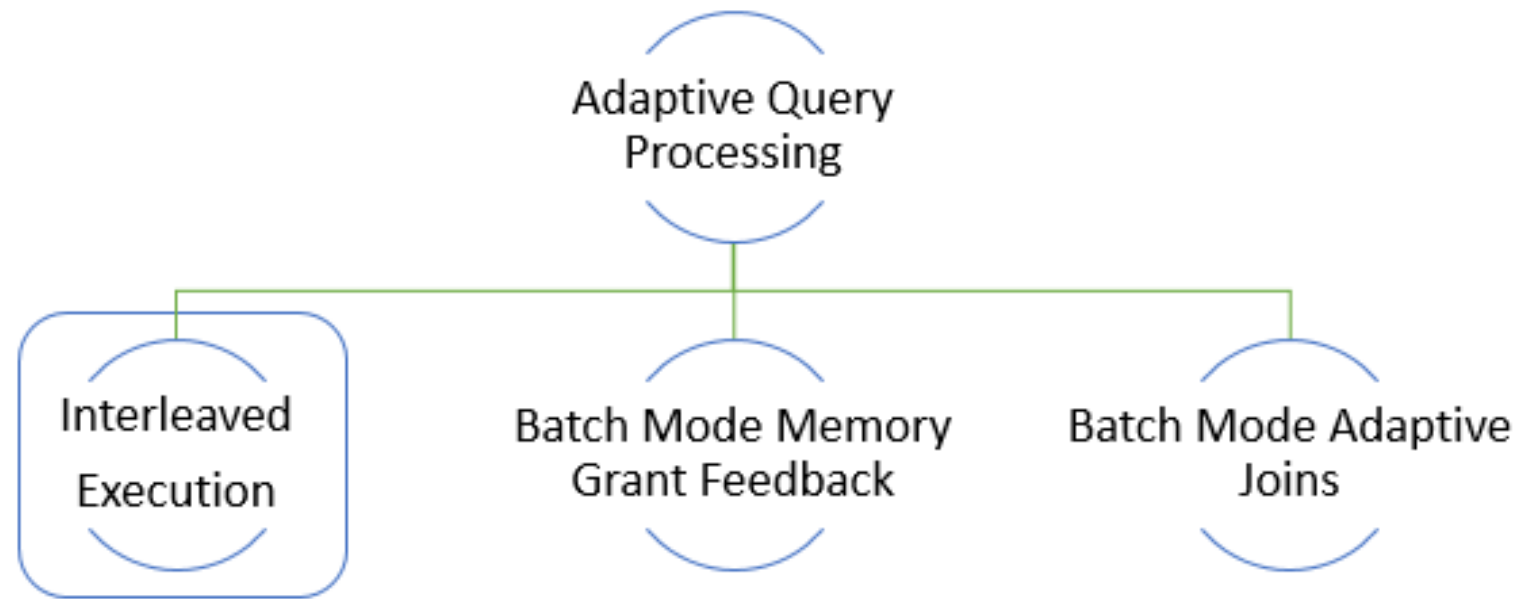 Adaptive Query
Processing
Interleaved
Execution
Batch Mode Memory
Grant Feedback
Batch Mode Adaptive
Joins